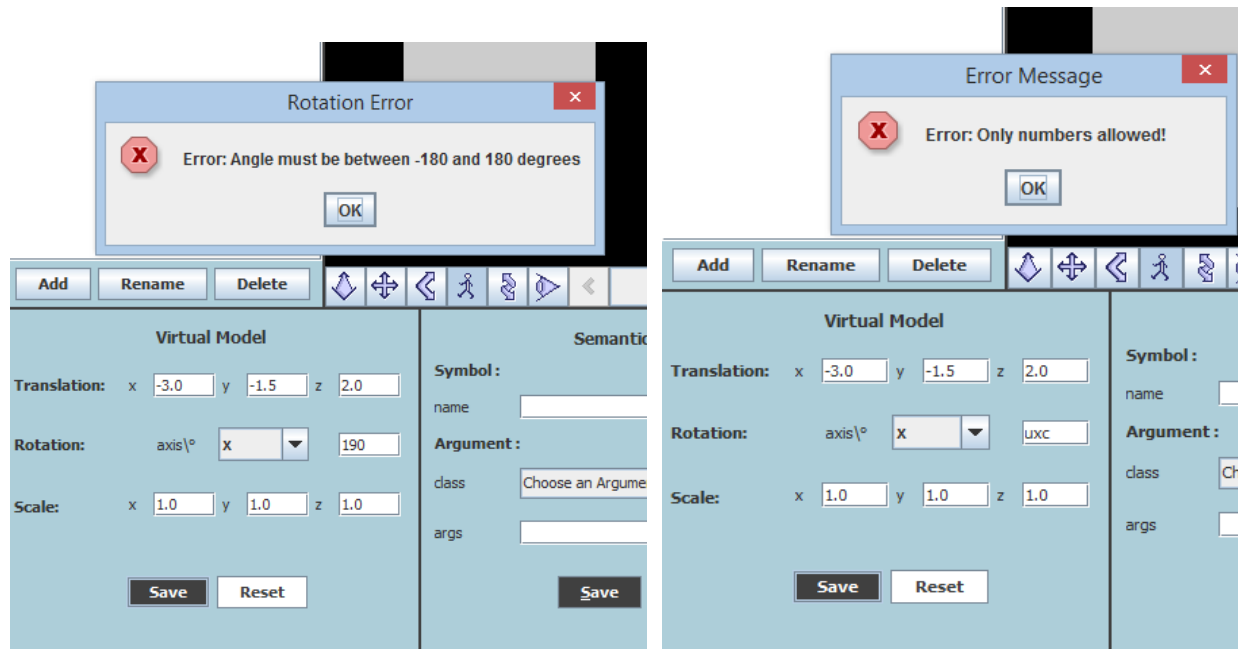 Rotation Error
Error: Angle must be between -180 and 180 degrees
OK
Add Rename Delete
Virtual Model
Translation: x -3.0 y -1.5 z 2.0
Rotation: axis\° x 190
Scale: x 1.0 y 1.0 z 1.0
Save Reset
Semantic
Symbol :
name
Argument :
class Choose an Argume
args
Save
Error Message
Error: Only numbers allowed!
OK
Add Rename Delete
Virtual Model
Translation: x -3.0 y -1.5 z 2.0
Rotation: axis\° x uxc
Scale: x 1.0 y 1.0 z 1.0
Save Reset
Symbol :
name
Argument :
class Ch
args